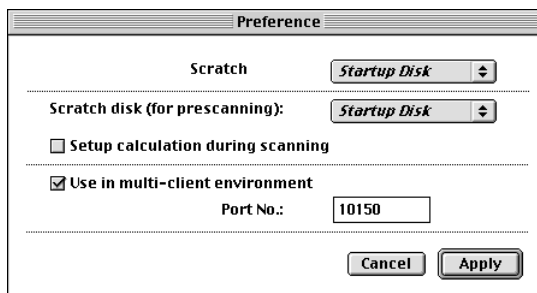 Preference
Scratch Startup Disk
Scratch disk (for prescanning): Startup Disk
Setup calculation during scanning
Use in multi-client environment
Port No.: 10150
Cancel Apply